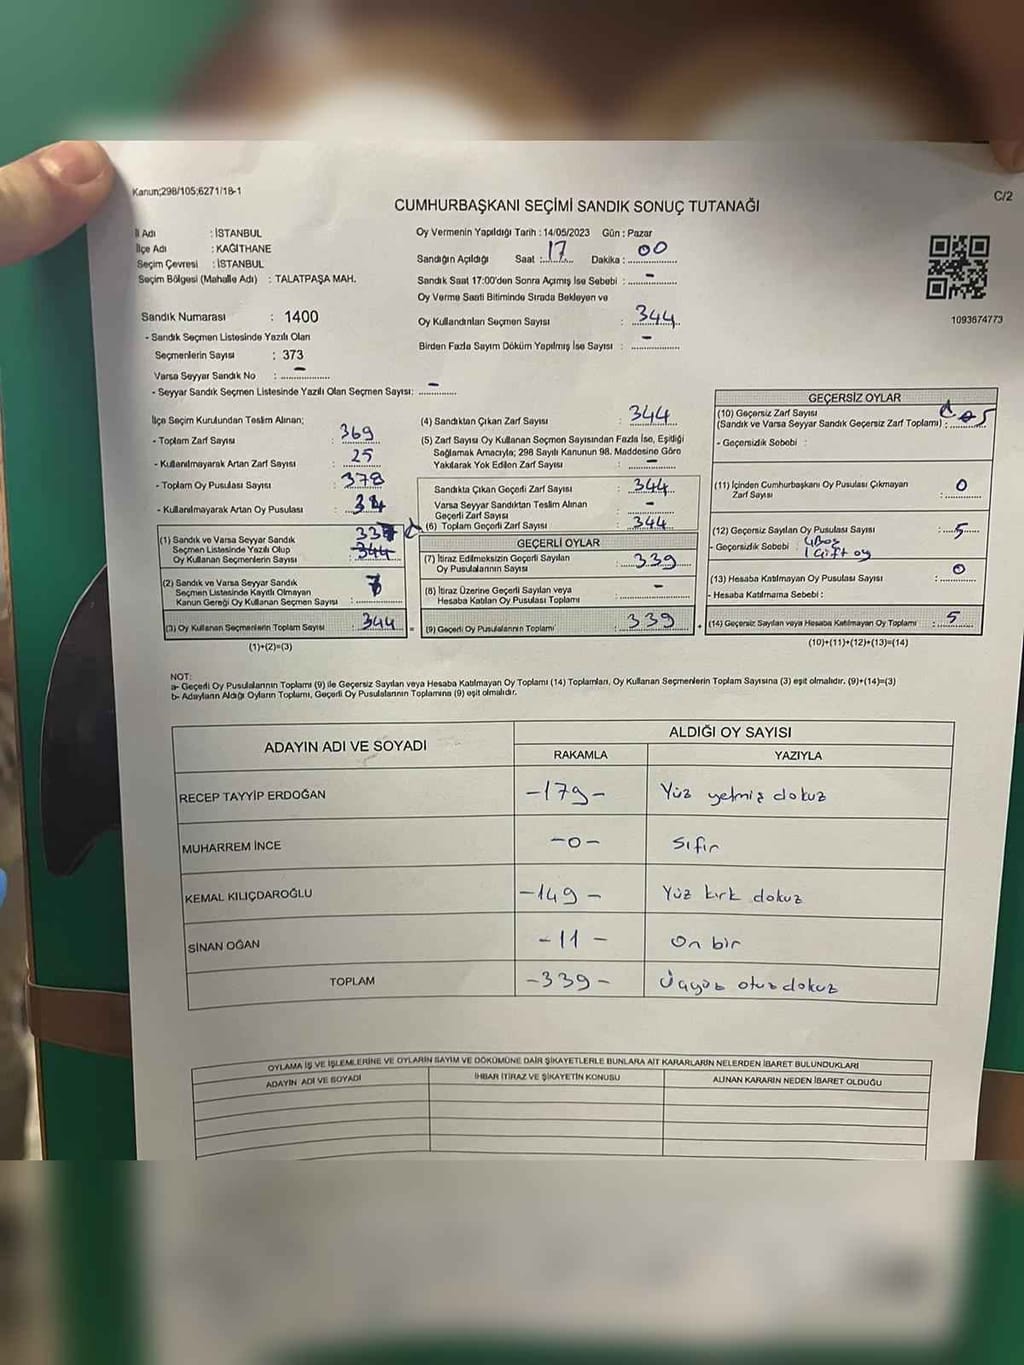 Kanun;298/105;6271/18-1
C/2
CUMHURBAŞKANI SEÇİMİ SANDIK SONUÇ TUTANAĞI
İl Adı : İSTANBUL
İlçe Adı : KAĞITHANE
Seçim Çevresi : İSTANBUL
Seçim Bölgesi (Mahalle Adı) : TALATPAŞA MAH.
Oy Vermenin Yapıldığı Tarih : 14/05/2023 Gün : Pazar
Sandığın Açıldığı Saat : 17 Dakika : 00
Sandık Saat 17:00'den Sonra Açımış İse Sebebi : -
Oy Verme Saati Bitiminde Sırada Bekleyen ve
Oy Kullandırılan Seçmen Sayısı : 344
Birden Fazla Sayım Döküm Yapılmış İse Sayısı : -
1093674773
Sandık Numarası : 1400
- Sandık Seçmen Listesinde Yazılı Olan
Seçmenlerin Sayısı : 373
Varsa Seyyar Sandık No : -
- Seyyar Sandık Seçmen Listesinde Yazılı Olan Seçmen Sayısı: -
İlçe Seçim Kurulundan Teslim Alınan;
- Toplam Zarf Sayısı : 369
- Kullanılmayarak Artan Zarf Sayısı : 25
- Toplam Oy Pusulası Sayısı : 378
- Kullanılmayarak Artan Oy Pusulası : 34
(1) Sandık ve Varsa Seyyar Sandık
Seçmen Listesinde Yazılı Olup
Oy Kullanan Seçmenlerin Sayısı : 337 344
(2) Sandık ve Varsa Seyyar Sandık
Seçmen Listesinde Kayıtlı Olmayan
Kanun Gereği Oy Kullanan Seçmen Sayısı : 7
(3) Oy Kullanan Seçmenlerin Toplam Sayısı : 344
(1)+(2)=(3)
(4) Sandıktan Çıkan Zarf Sayısı : 344
(5) Zarf Sayısı Oy Kullanan Seçmen Sayısından Fazla İse, Eşitliği
Sağlamak Amacıyla; 298 Sayılı Kanunun 98. Maddesine Göre
Yakılarak Yok Edilen Zarf Sayısı : -
Sandıkta Çıkan Geçerli Zarf Sayısı : 344
Varsa Seyyar Sandıktan Teslim Alınan
Geçerli Zarf Sayısı : -
(6) Toplam Geçerli Zarf Sayısı : 344
GEÇERLİ OYLAR
(7) İtiraz Edilmeksizin Geçerli Sayılan
Oy Pusulalarının Sayısı : 339
(8) İtiraz Üzerine Geçerli Sayılan veya
Hesaba Katılan Oy Pusulası Toplamı : -
(9) Geçerli Oy Pusulalarının Toplamı : 339
GEÇERSİZ OYLAR
(10) Geçersiz Zarf Sayısı
(Sandık ve Varsa Seyyar Sandık Geçersiz Zarf Toplamı) :
- Geçersizlik Sebebi :
(11) İçinden Cumhurbaşkanı Oy Pusulası Çıkmayan
Zarf Sayısı : 0
(12) Geçersiz Sayılan Oy Pusulası Sayısı : 5
- Geçersizlik Sebebi : 4 Boş
1 Çift oy
(13) Hesaba Katılmayan Oy Pusulası Sayısı : 0
- Hesaba Katılmama Sebebi :
(14) Geçersiz Sayılan veya Hesaba Katılmayan Oy Toplamı : 5
(10)+(11)+(12)+(13)=(14)
NOT:
a- Geçerli Oy Pusulalarının Toplamı (9) ile Geçersiz Sayılan veya Hesaba Katılmayan Oy Toplamı (14) Toplamları, Oy Kullanan Seçmenlerin Toplam Sayısına (3) eşit olmalıdır. (9)+(14)=(3)
b- Adayların Aldığı Oyların Toplamı, Geçerli Oy Pusulalarının Toplamına (9) eşit olmalıdır.
ADAYIN ADI VE SOYADI
ALDIĞI OY SAYISI
RAKAMLA YAZIYLA
RECEP TAYYİP ERDOĞAN -179- Yüz yetmiş dokuz
MUHARREM İNCE -0- Sıfır
KEMAL KILIÇDAROĞLU -149- Yüz kırk dokuz
SİNAN OĞAN -11- On bir
TOPLAM -339- Üçyüz otuz dokuz
OYLAMA İŞ VE İŞLEMLERİNE VE OYLARIN SAYIM VE DÖKÜMÜNE DAİR ŞİKAYETLERLE BUNLARA AİT KARARLARIN NELERDEN İBARET BULUNDUKLARI
ADAYIN ADI VE SOYADI İHBAR İTİRAZ VE ŞİKAYETİN KONUSU ALINAN KARARIN NEDEN İBARET OLDUĞU